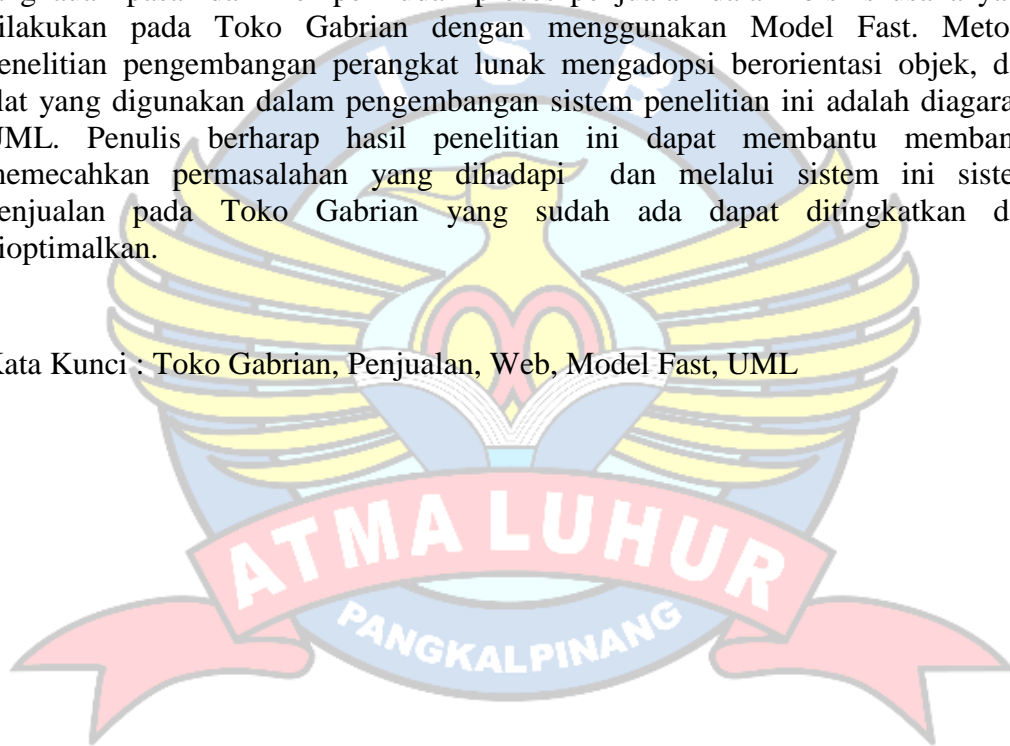 dilakukan pada Toko Gabrian dengan menggunakan Model Fast. Meto
penelitian pengembangan perangkat lunak mengadopsi berorientasi objek, d
alat yang digunakan dalam pengembangan sistem penelitian ini adalah diagara
UML. Penulis berharap hasil penelitian ini dapat membantu memban
memecahkan permasalahan yang dihadapi dan melalui sistem ini siste
penjualan pada Toko Gabrian yang sudah ada dapat ditingkatkan d
dioptimalkan.
Kata Kunci : Toko Gabrian, Penjualan, Web, Model Fast, UML
I S B
ATMA LUHUR
PANGKALPINANG